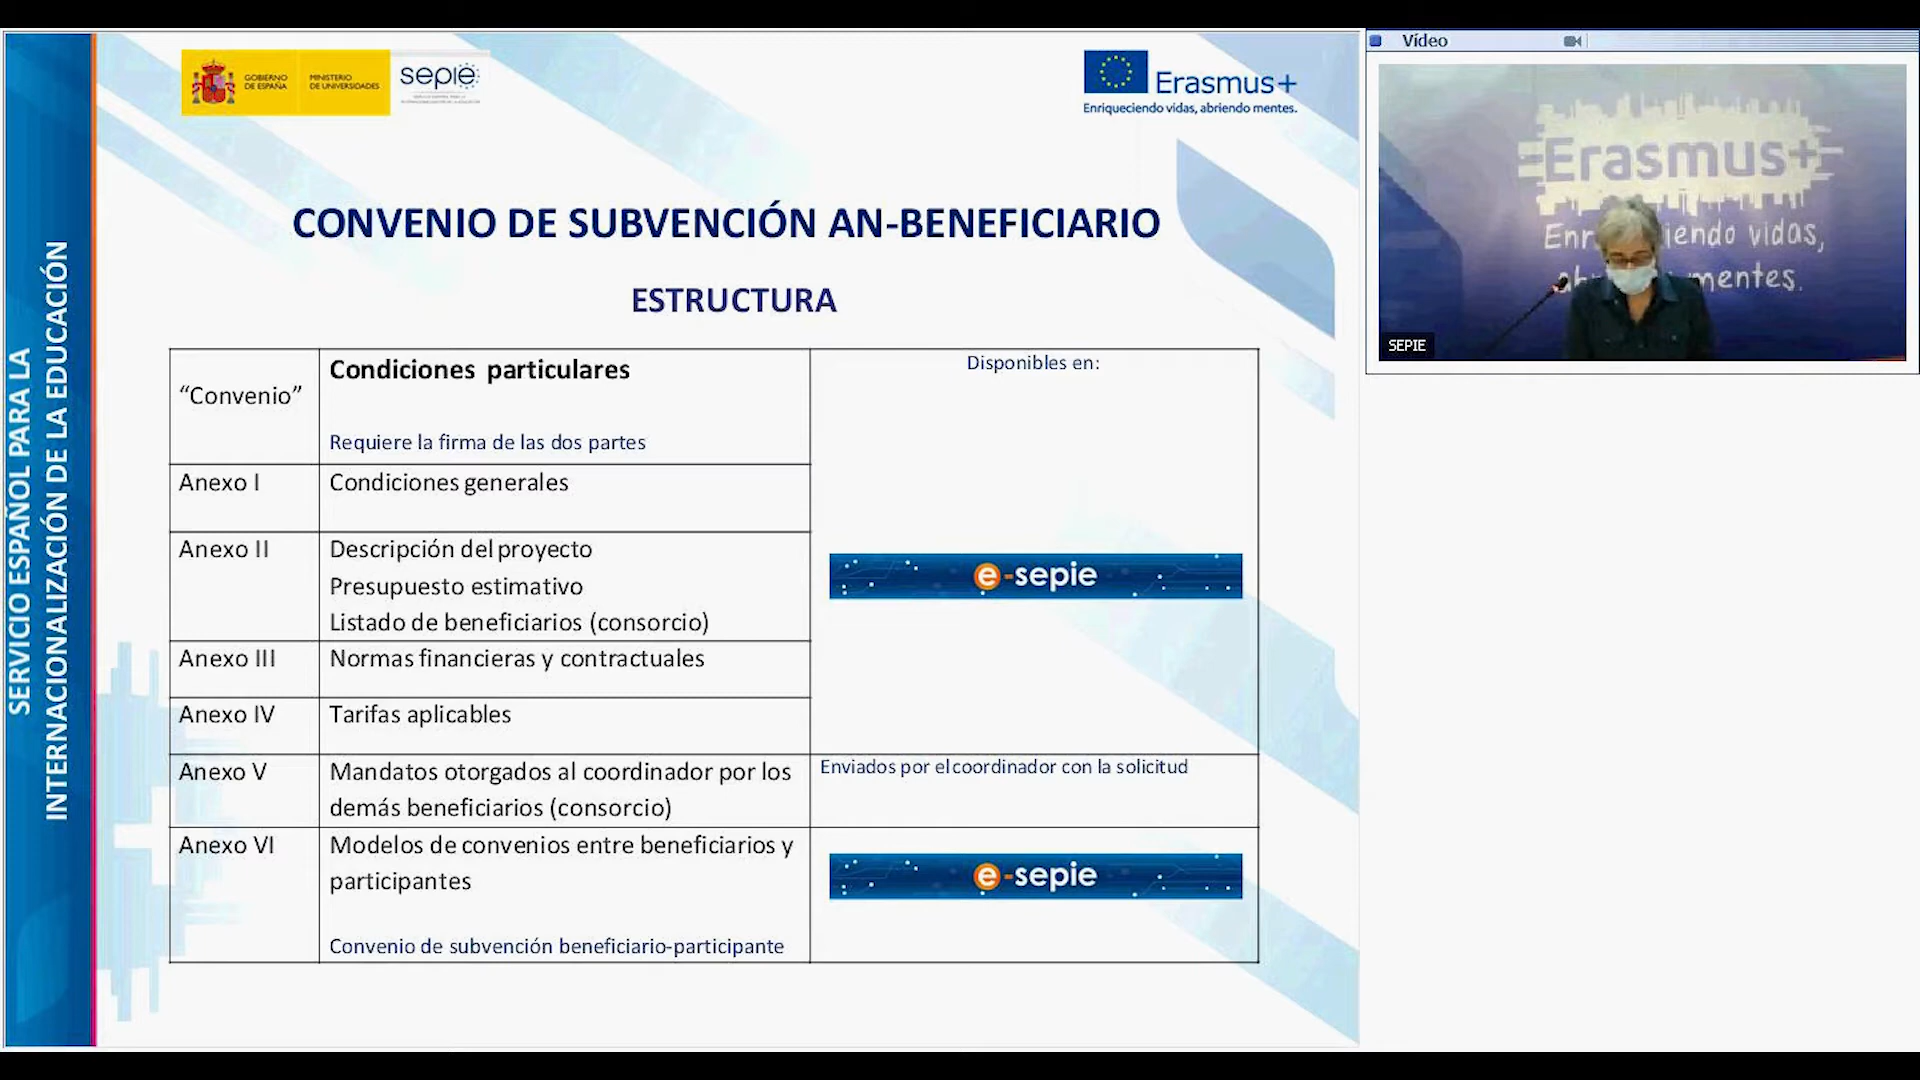 SERVICIO ESPAÑOL PARA LA
INTERNACIONALIZACIÓN DE LA EDUCACIÓN
GOBIERNO
DE ESPAÑA
MINISTERIO
DE UNIVERSIDADES
sepie
Erasmus+
Enriqueciendo vidas, abriendo mentes.
CONVENIO DE SUBVENCIÓN AN-BENEFICIARIO
ESTRUCTURA
“Convenio”
Condiciones particulares
Requiere la firma de las dos partes
Disponibles en:
Anexo I
Condiciones generales
Anexo II
Descripción del proyecto
Presupuesto estimativo
Listado de beneficiarios (consorcio)
e-sepie
Anexo III
Normas financieras y contractuales
Anexo IV
Tarifas aplicables
Anexo V
Mandatos otorgados al coordinador por los
demás beneficiarios (consorcio)
Enviados por el coordinador con la solicitud
Anexo VI
Modelos de convenios entre beneficiarios y
participantes
Convenio de subvención beneficiario-participante
e-sepie
Vídeo
Erasmus+
vidas,
mentes.
SEPIE